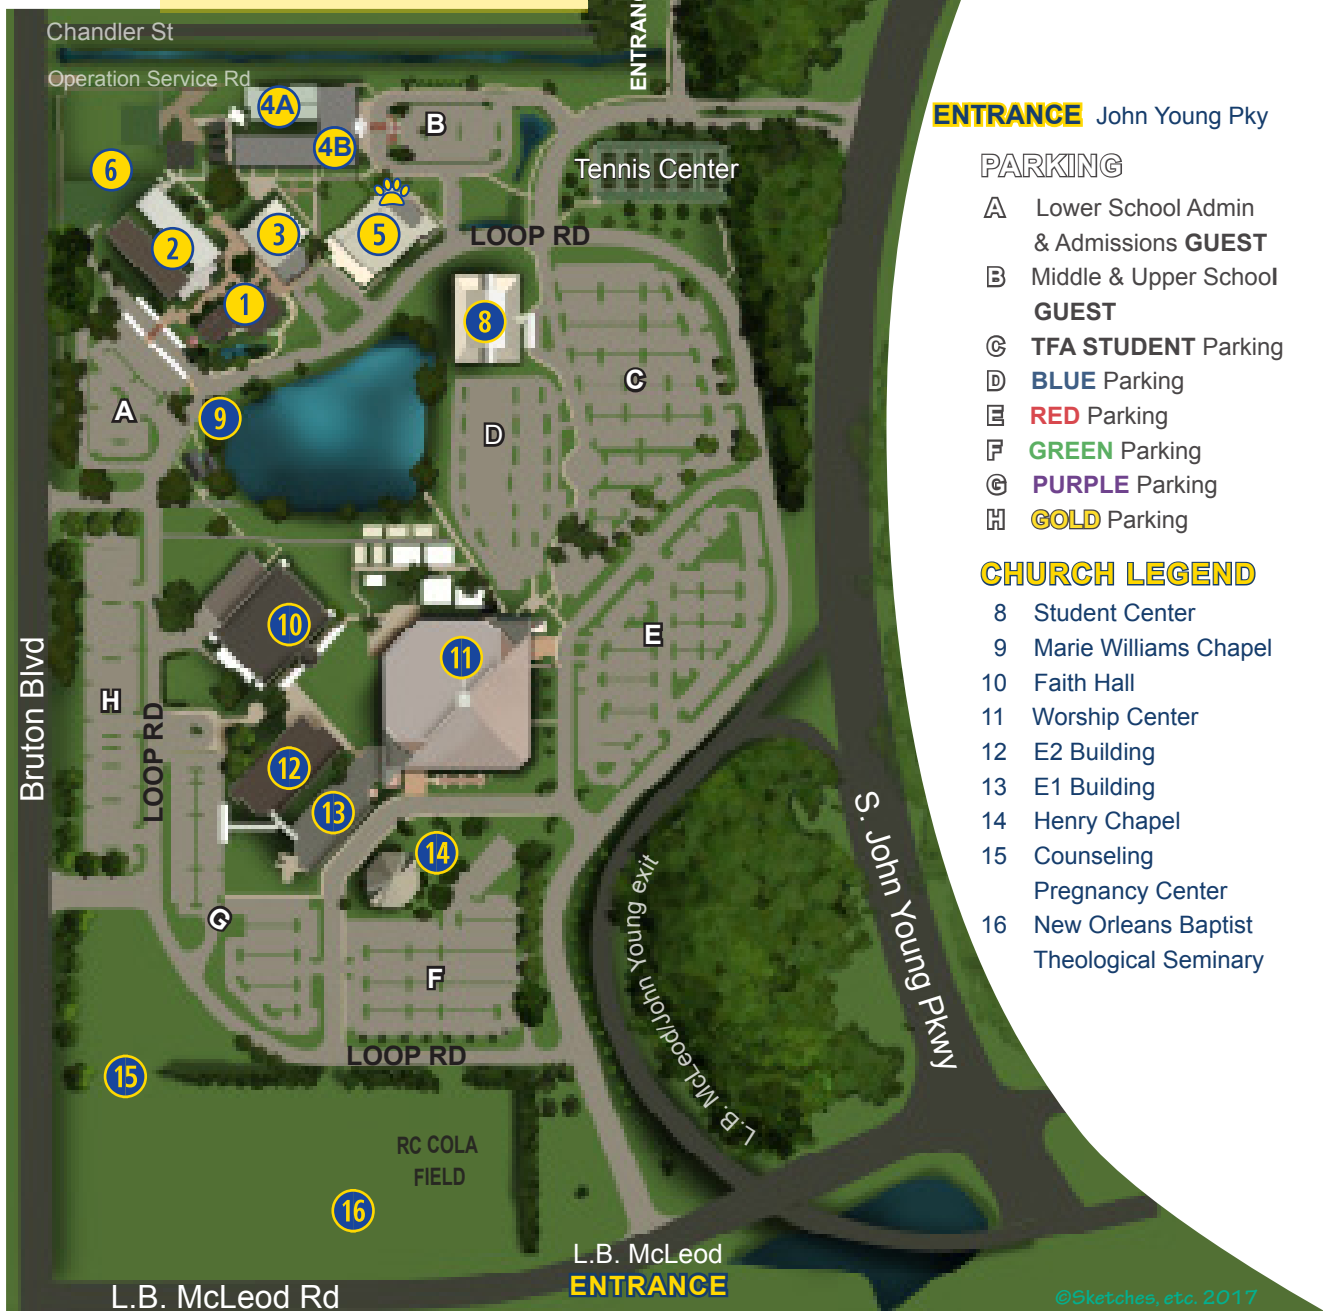 Chandler St
Operation Service Rd
ENTRANC
4A
4B
B
6
Tennis Center
2
3
5
LOOP RD
1
8
A
9
C
D
10
11
E
H
Bruton Blvd
LOOP RD
12
13
14
G
F
LOOP RD
15
RC COLA
FIELD
16
L.B. McLeod/John Young exit
S. John Young Pkwy
L.B. McLeod
ENTRANCE
L.B. McLeod Rd
ENTRANCE John Young Pky
PARKING
A Lower School Admin
& Admissions GUEST
B Middle & Upper School
GUEST
C TFA STUDENT Parking
D BLUE Parking
E RED Parking
F GREEN Parking
G PURPLE Parking
H GOLD Parking
CHURCH LEGEND
8 Student Center
9 Marie Williams Chapel
10 Faith Hall
11 Worship Center
12 E2 Building
13 E1 Building
14 Henry Chapel
15 Counseling
Pregnancy Center
16 New Orleans Baptist
Theological Seminary
©Sketches, etc. 2017